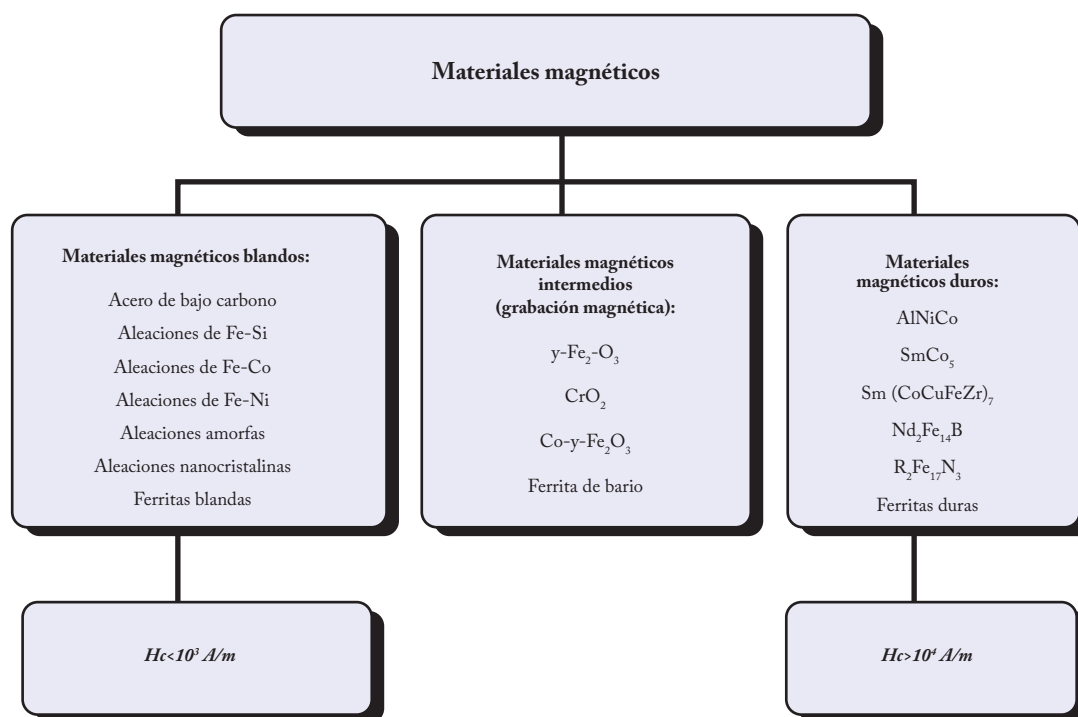 Materiales magnéticos
Materiales magnéticos blandos:
Acero de bajo carbono
Aleaciones de Fe-Si
Aleaciones de Fe-Co
Aleaciones de Fe-Ni
Aleaciones amorfas
Aleaciones nanocristalinas
Ferritas blandas
Materiales magnéticos
intermedios
(grabación magnética):
y-Fe₂-O₃
CrO₂
Co-y-Fe₂O₃
Ferrita de bario
Materiales
magnéticos duros:
AlNiCo
SmCo₅
Sm (CoCuFeZr)₇
Nd₂Fe₁₄B
R₂Fe₁₇N₃
Ferritas duras
Hc<10³ A/m
Hc>10⁴ A/m